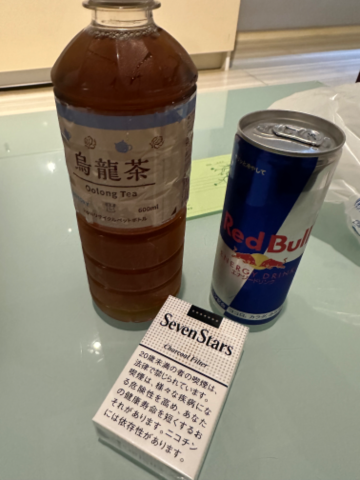 烏龍茶
Oolong Tea
600ml
Red Bull
ENERGY DRINK
Seven Stars
Charcoal Filter
20歳未満の者の喫煙は、
法律で禁じられています。
喫煙は、様々な疾病にな
る危険性を高め、あなた
の健康寿命を短くするお
それがあります。ニコチン
には依存性があります。